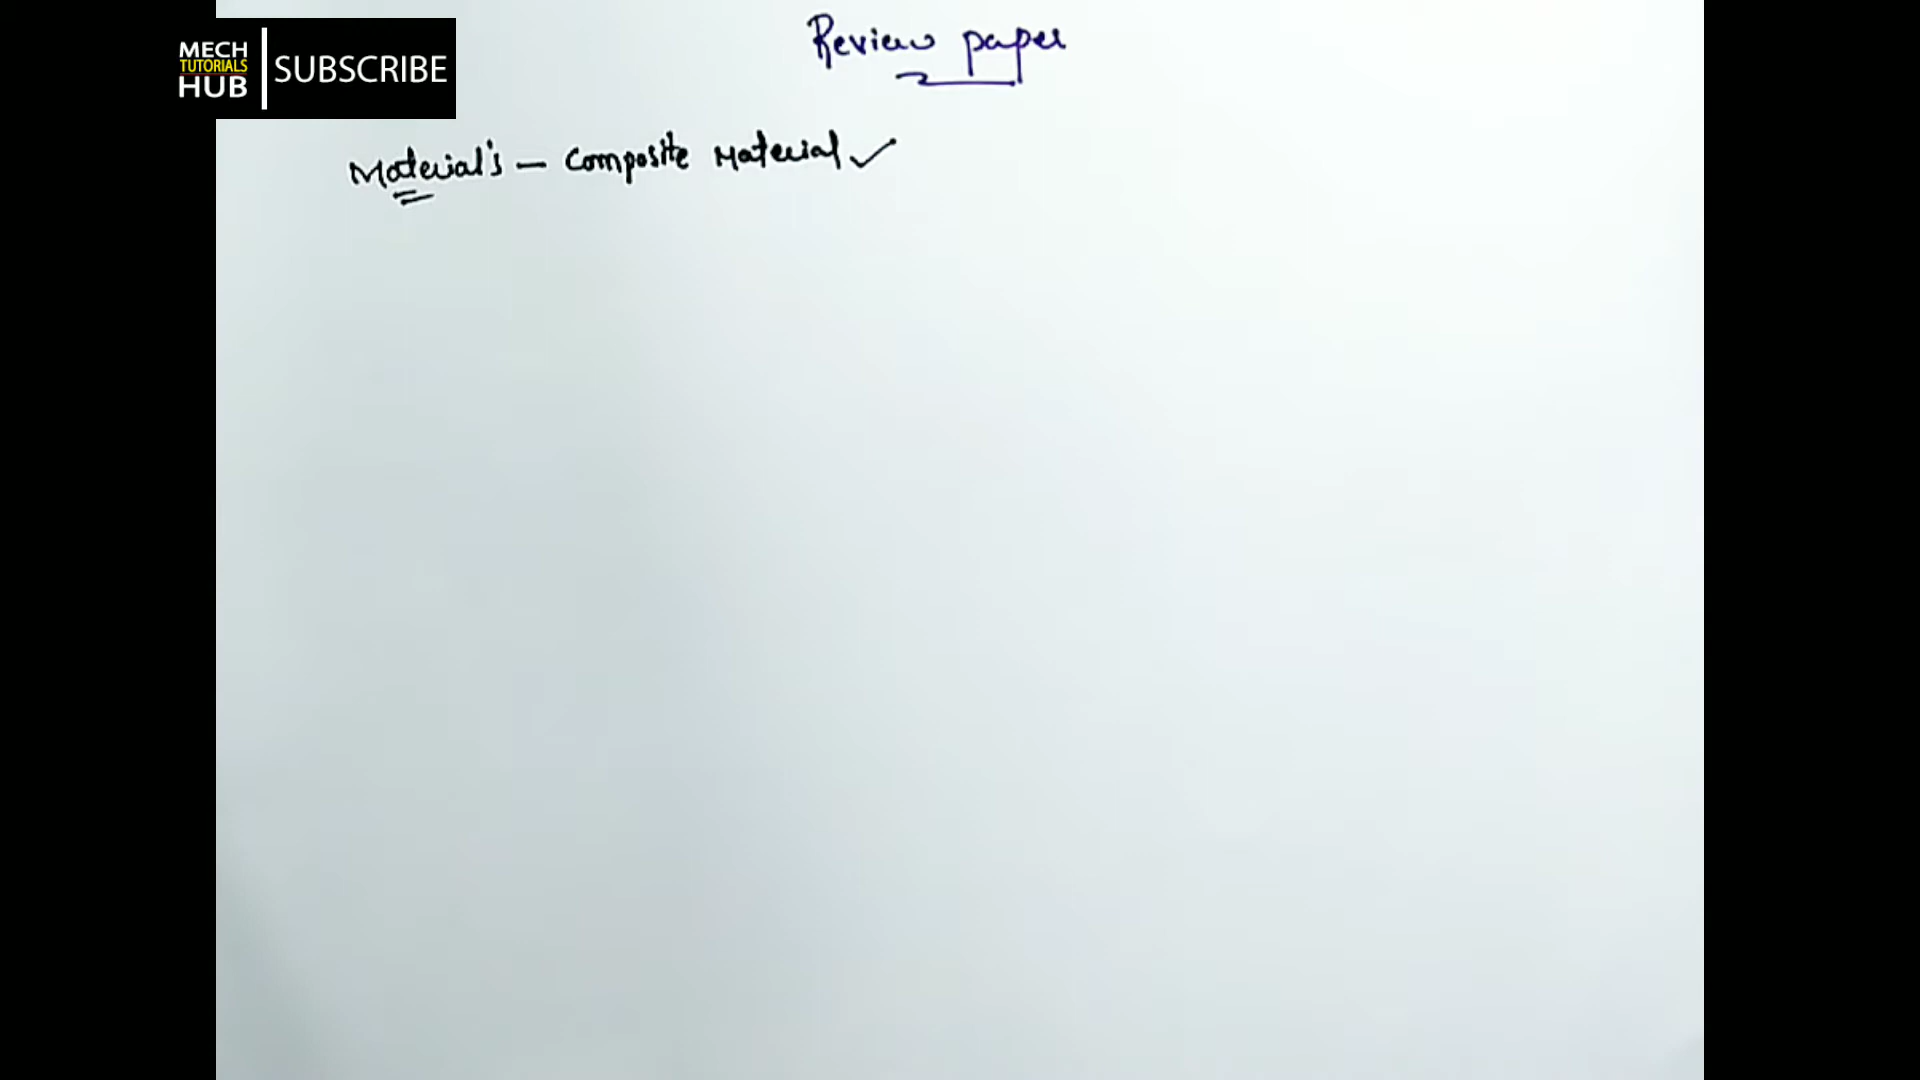 Review paper
MECH
TUTORIALS
HUB
SUBSCRIBE
Material's - Composite Material ✓